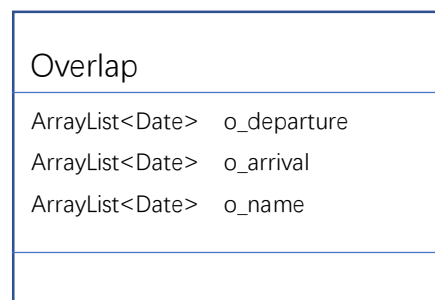 Overlap
ArrayList<Date> o_departure
ArrayList<Date> o_arrival
ArrayList<Date> o_name